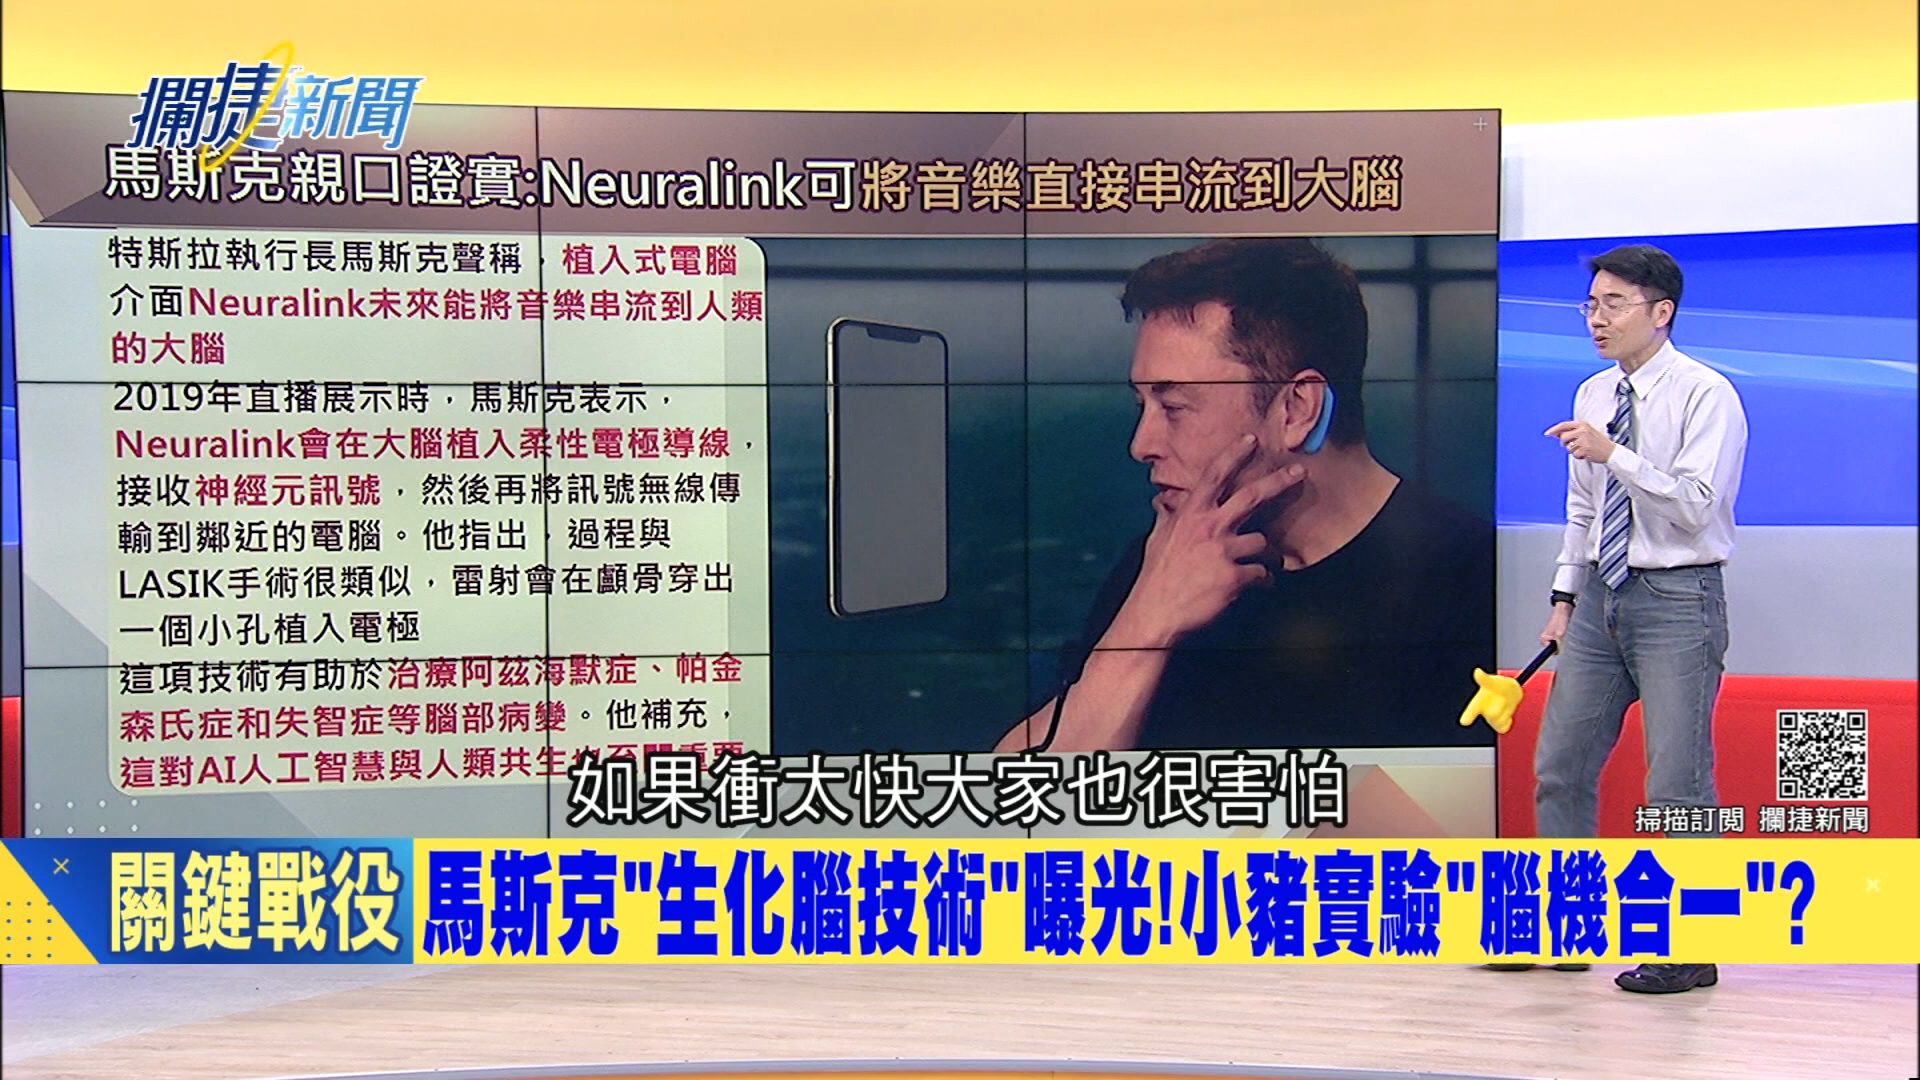 攔捷新聞
馬斯克親口證實:Neuralink可將音樂直接串流到大腦
特斯拉執行長馬斯克聲稱，植入式電腦
介面Neuralink未來能將音樂串流到人類
的大腦
2019年直播展示時，馬斯克表示，
Neuralink會在大腦植入柔性電極導線，
接收神經元訊號，然後再將訊號無線傳
輸到鄰近的電腦。他指出，過程與
LASIK手術很類似，雷射會在顱骨穿出
一個小孔植入電極
這項技術有助於治療阿茲海默症、帕金
森氏症和失智症等腦部病變。他補充，
這對AI人工智慧與人類共生也至關重要
如果衝太快大家也很害怕
掃描訂閱 攔捷新聞
關鍵戰役
馬斯克"生化腦技術"曝光!小豬實驗"腦機合一"?